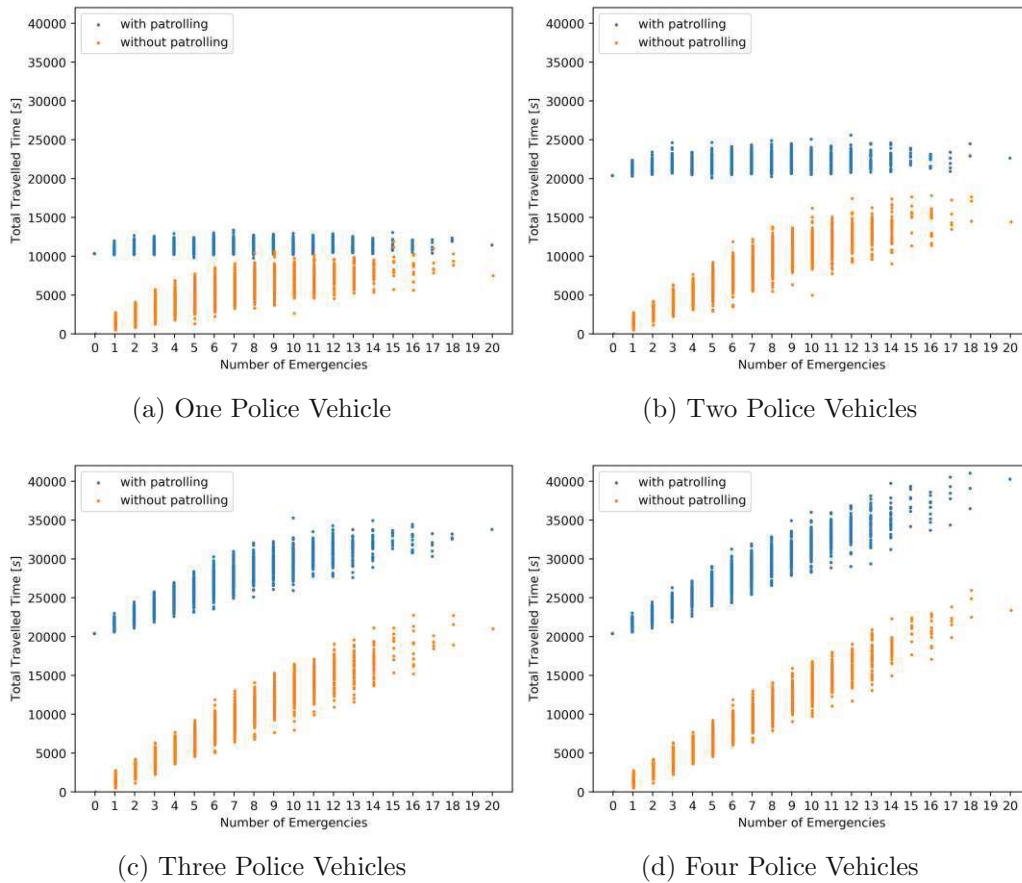 with patrolling
without patrolling
40000
35000
30000
25000
20000
15000
10000
5000
0
Total Travelled Time [s]
0 1 2 3 4 5 6 7 8 9 10 11 12 13 14 15 16 17 18 19 20
Number of Emergencies
(a) One Police Vehicle
with patrolling
without patrolling
40000
35000
30000
25000
20000
15000
10000
5000
0
Total Travelled Time [s]
0 1 2 3 4 5 6 7 8 9 10 11 12 13 14 15 16 17 18 19 20
Number of Emergencies
(b) Two Police Vehicles
with patrolling
without patrolling
40000
35000
30000
25000
20000
15000
10000
5000
0
Total Travelled Time [s]
0 1 2 3 4 5 6 7 8 9 10 11 12 13 14 15 16 17 18 19 20
Number of Emergencies
(c) Three Police Vehicles
with patrolling
without patrolling
40000
35000
30000
25000
20000
15000
10000
5000
0
Total Travelled Time [s]
0 1 2 3 4 5 6 7 8 9 10 11 12 13 14 15 16 17 18 19 20
Number of Emergencies
(d) Four Police Vehicles